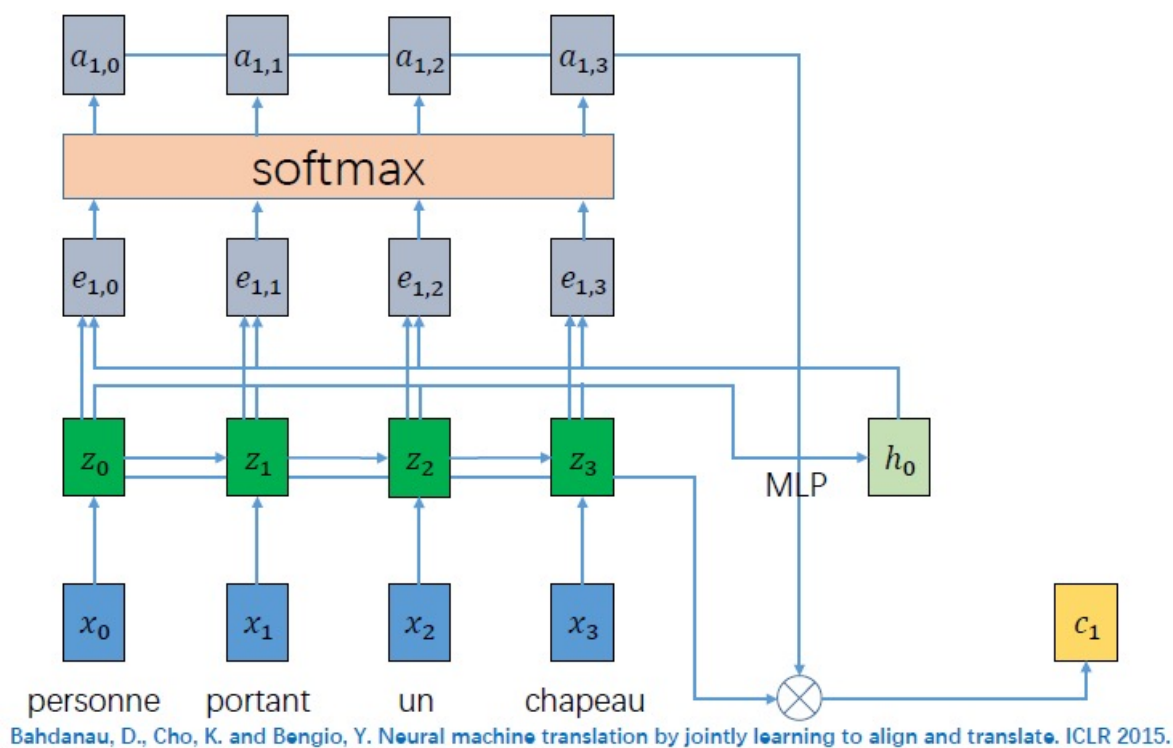 a1,0 a1,1 a1,2 a1,3
softmax
e1,0 e1,1 e1,2 e1,3
z0 z1 z2 z3 h0
MLP
x0 x1 x2 x3 c1
personne portant un chapeau
Bahdanau, D., Cho, K. and Bengio, Y. Neural machine translation by jointly learning to align and translate. ICLR 2015.